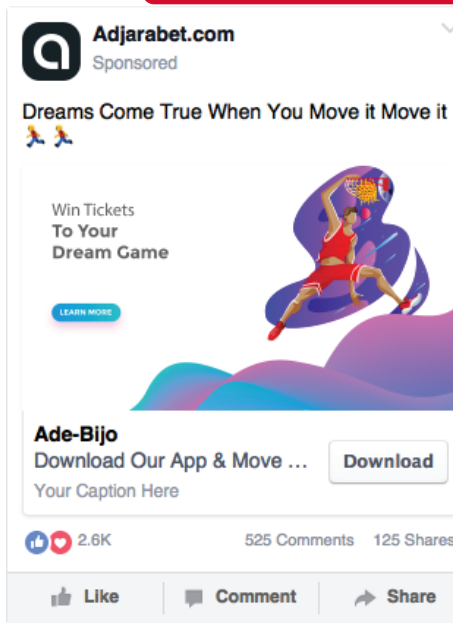 Adjarabet.com
Sponsored
Dreams Come True When You Move it Move it
Win Tickets
To Your
Dream Game
LEARN MORE
Ade-Bijo
Download Our App & Move ...
Download
Your Caption Here
2.6K
525 Comments 125 Shares
Like Comment Share